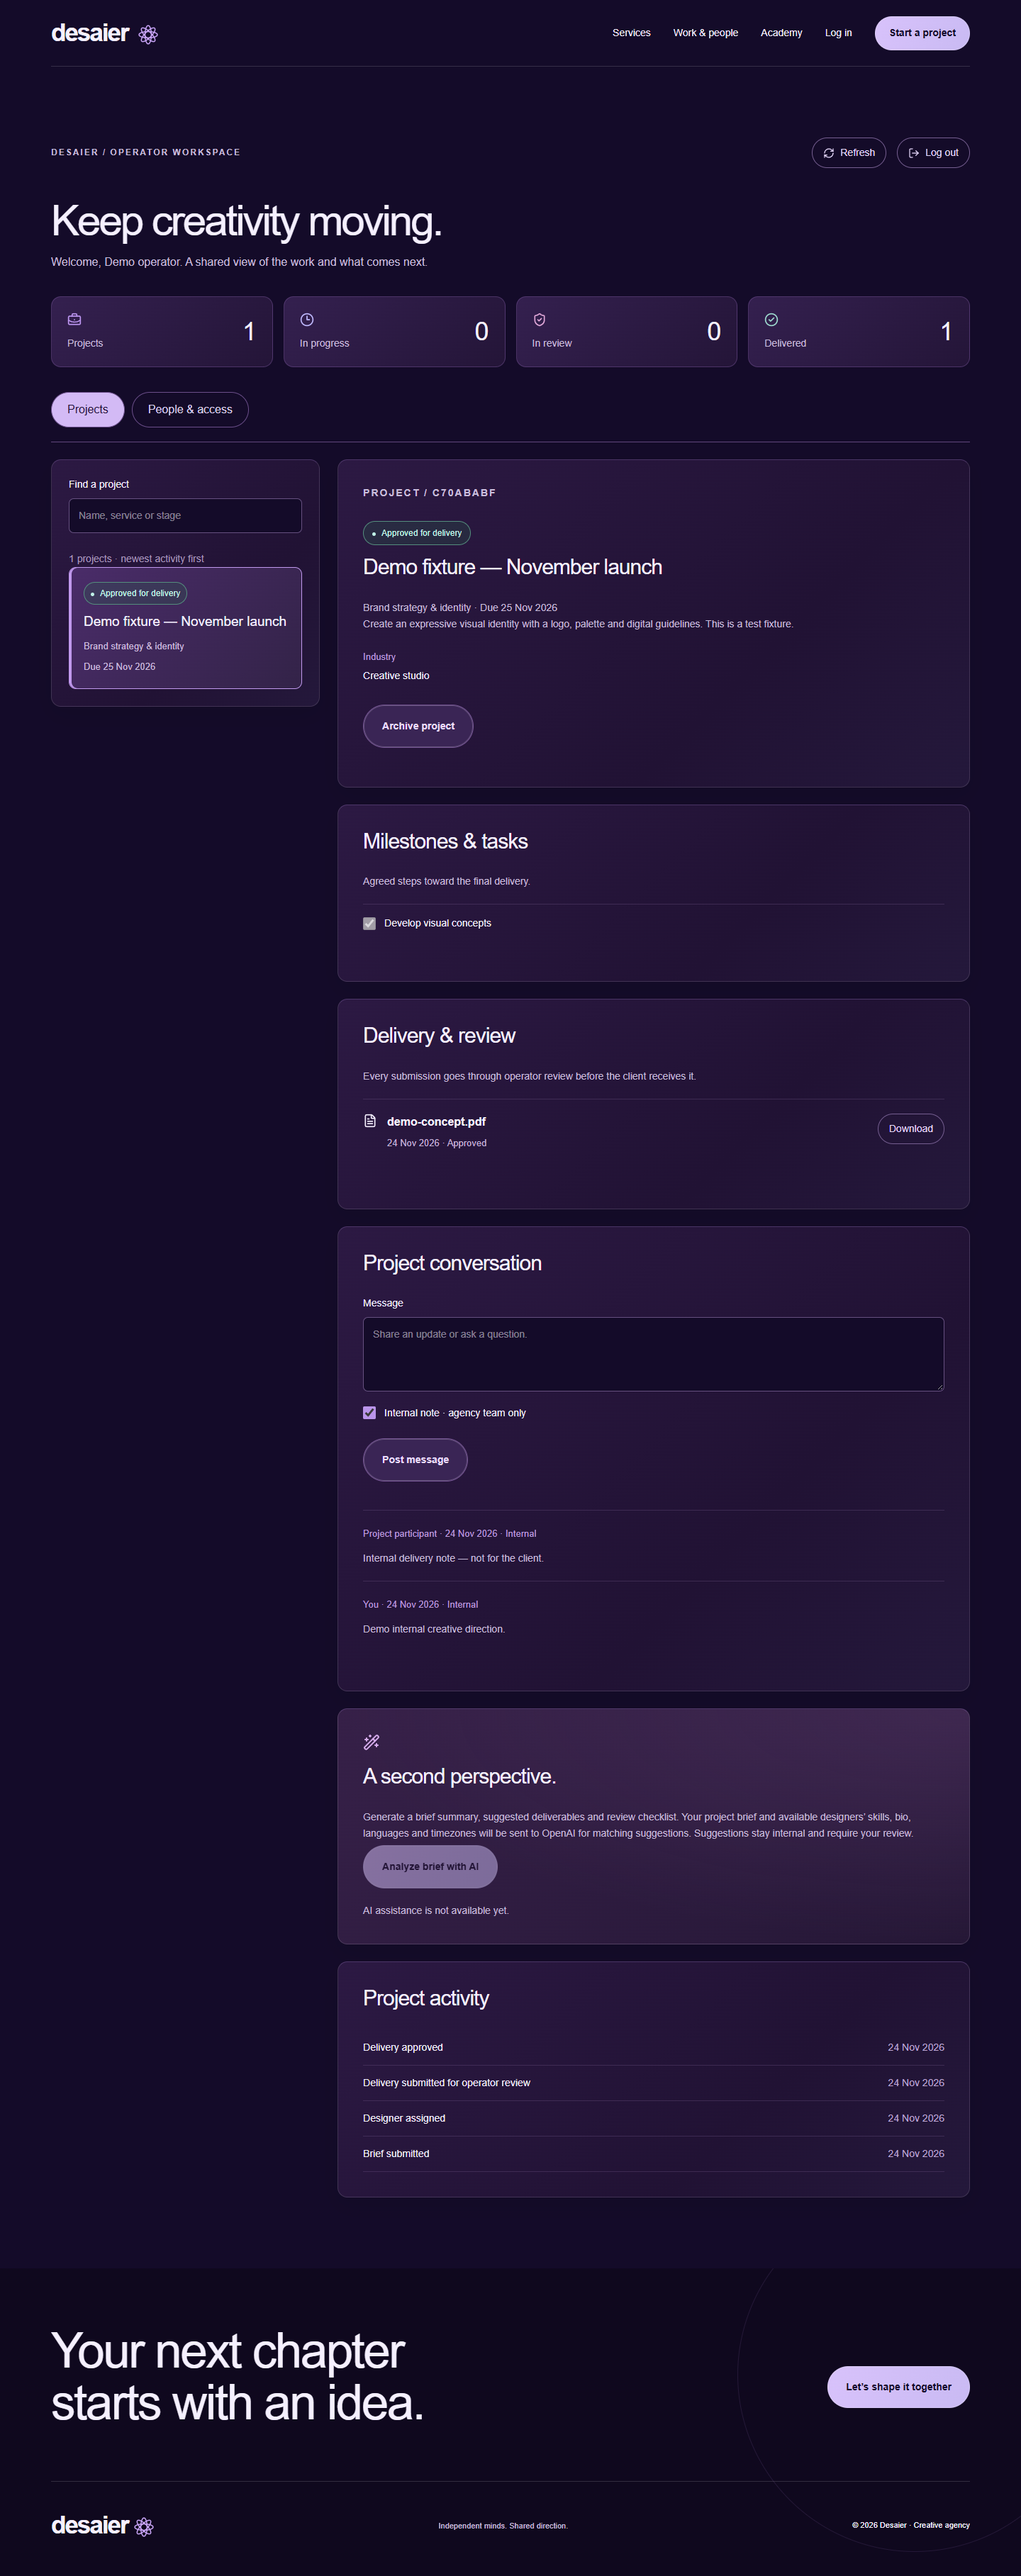 desaier
Services
Work & people
Academy
Log in
Start a project
DESAIER / OPERATOR WORKSPACE
Refresh
Log out
Keep creativity moving.
Welcome, Demo operator. A shared view of the work and what comes next.
Projects
1
In progress
0
In review
0
Delivered
1
Projects
People & access
Find a project
Name, service or stage
1 projects · newest activity first
Approved for delivery
Demo fixture — November launch
Brand strategy & identity
Due 25 Nov 2026
PROJECT / C70ABABF
Approved for delivery
Demo fixture — November launch
Brand strategy & identity · Due 25 Nov 2026
Create an expressive visual identity with a logo, palette and digital guidelines. This is a test fixture.
Industry
Creative studio
Archive project
Milestones & tasks
Agreed steps toward the final delivery.
Develop visual concepts
Delivery & review
Every submission goes through operator review before the client receives it.
demo-concept.pdf
24 Nov 2026 · Approved
Download
Project conversation
Message
Share an update or ask a question.
Internal note · agency team only
Post message
Project participant · 24 Nov 2026 · Internal
Internal delivery note — not for the client.
You · 24 Nov 2026 · Internal
Demo internal creative direction.
A second perspective.
Generate a brief summary, suggested deliverables and review checklist. Your project brief and available designers' skills, bio,
languages and timezones will be sent to OpenAI for matching suggestions. Suggestions stay internal and require your review.
Analyze brief with AI
AI assistance is not available yet.
Project activity
Delivery approved
24 Nov 2026
Delivery submitted for operator review
24 Nov 2026
Designer assigned
24 Nov 2026
Brief submitted
24 Nov 2026
Your next chapter
starts with an idea.
Let's shape it together
desaier
Independent minds. Shared direction.
© 2026 Desaier · Creative agency